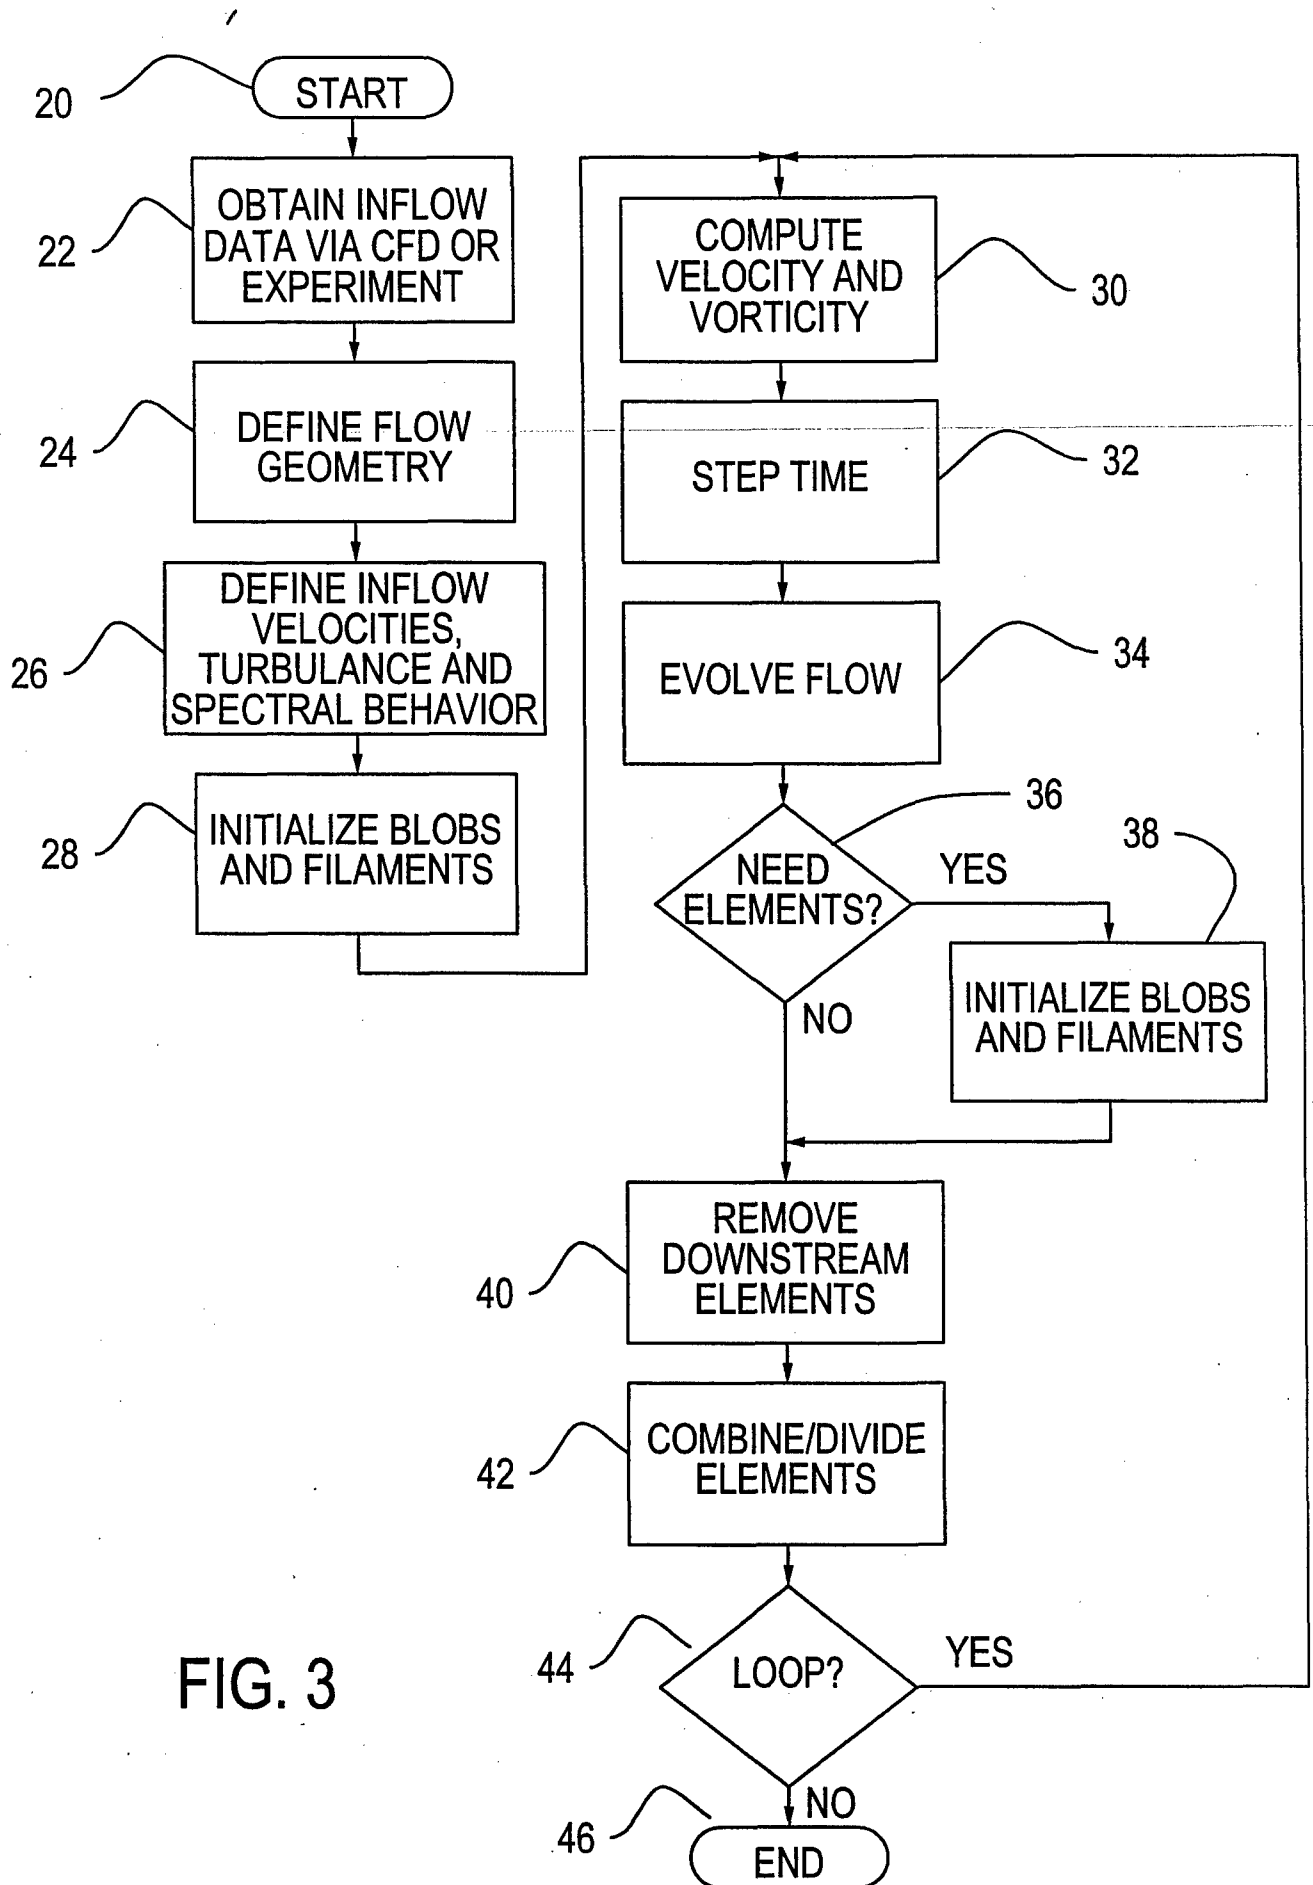 20
START
22
OBTAIN INFLOW
DATA VIA CFD OR
EXPERIMENT
24
DEFINE FLOW
GEOMETRY
26
DEFINE INFLOW
VELOCITIES,
TURBULANCE AND
SPECTRAL BEHAVIOR
28
INITIALIZE BLOBS
AND FILAMENTS
COMPUTE
VELOCITY AND
VORTICITY
30
STEP TIME
32
EVOLVE FLOW
34
36
NEED
ELEMENTS?
YES
NO
38
INITIALIZE BLOBS
AND FILAMENTS
40
REMOVE
DOWNSTREAM
ELEMENTS
42
COMBINE/DIVIDE
ELEMENTS
44
LOOP?
YES
NO
46
END
FIG. 3